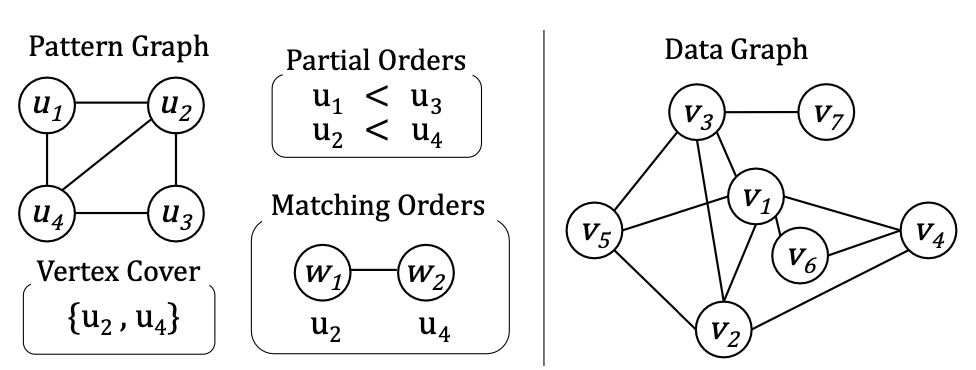 Pattern Graph
u1 u2
u4 u3
Vertex Cover
{u2 , u4}
Partial Orders
u1 < u3
u2 < u4
Matching Orders
w1 w2
u2 u4
Data Graph
v3 v7
v1
v5 v4
v6
v2